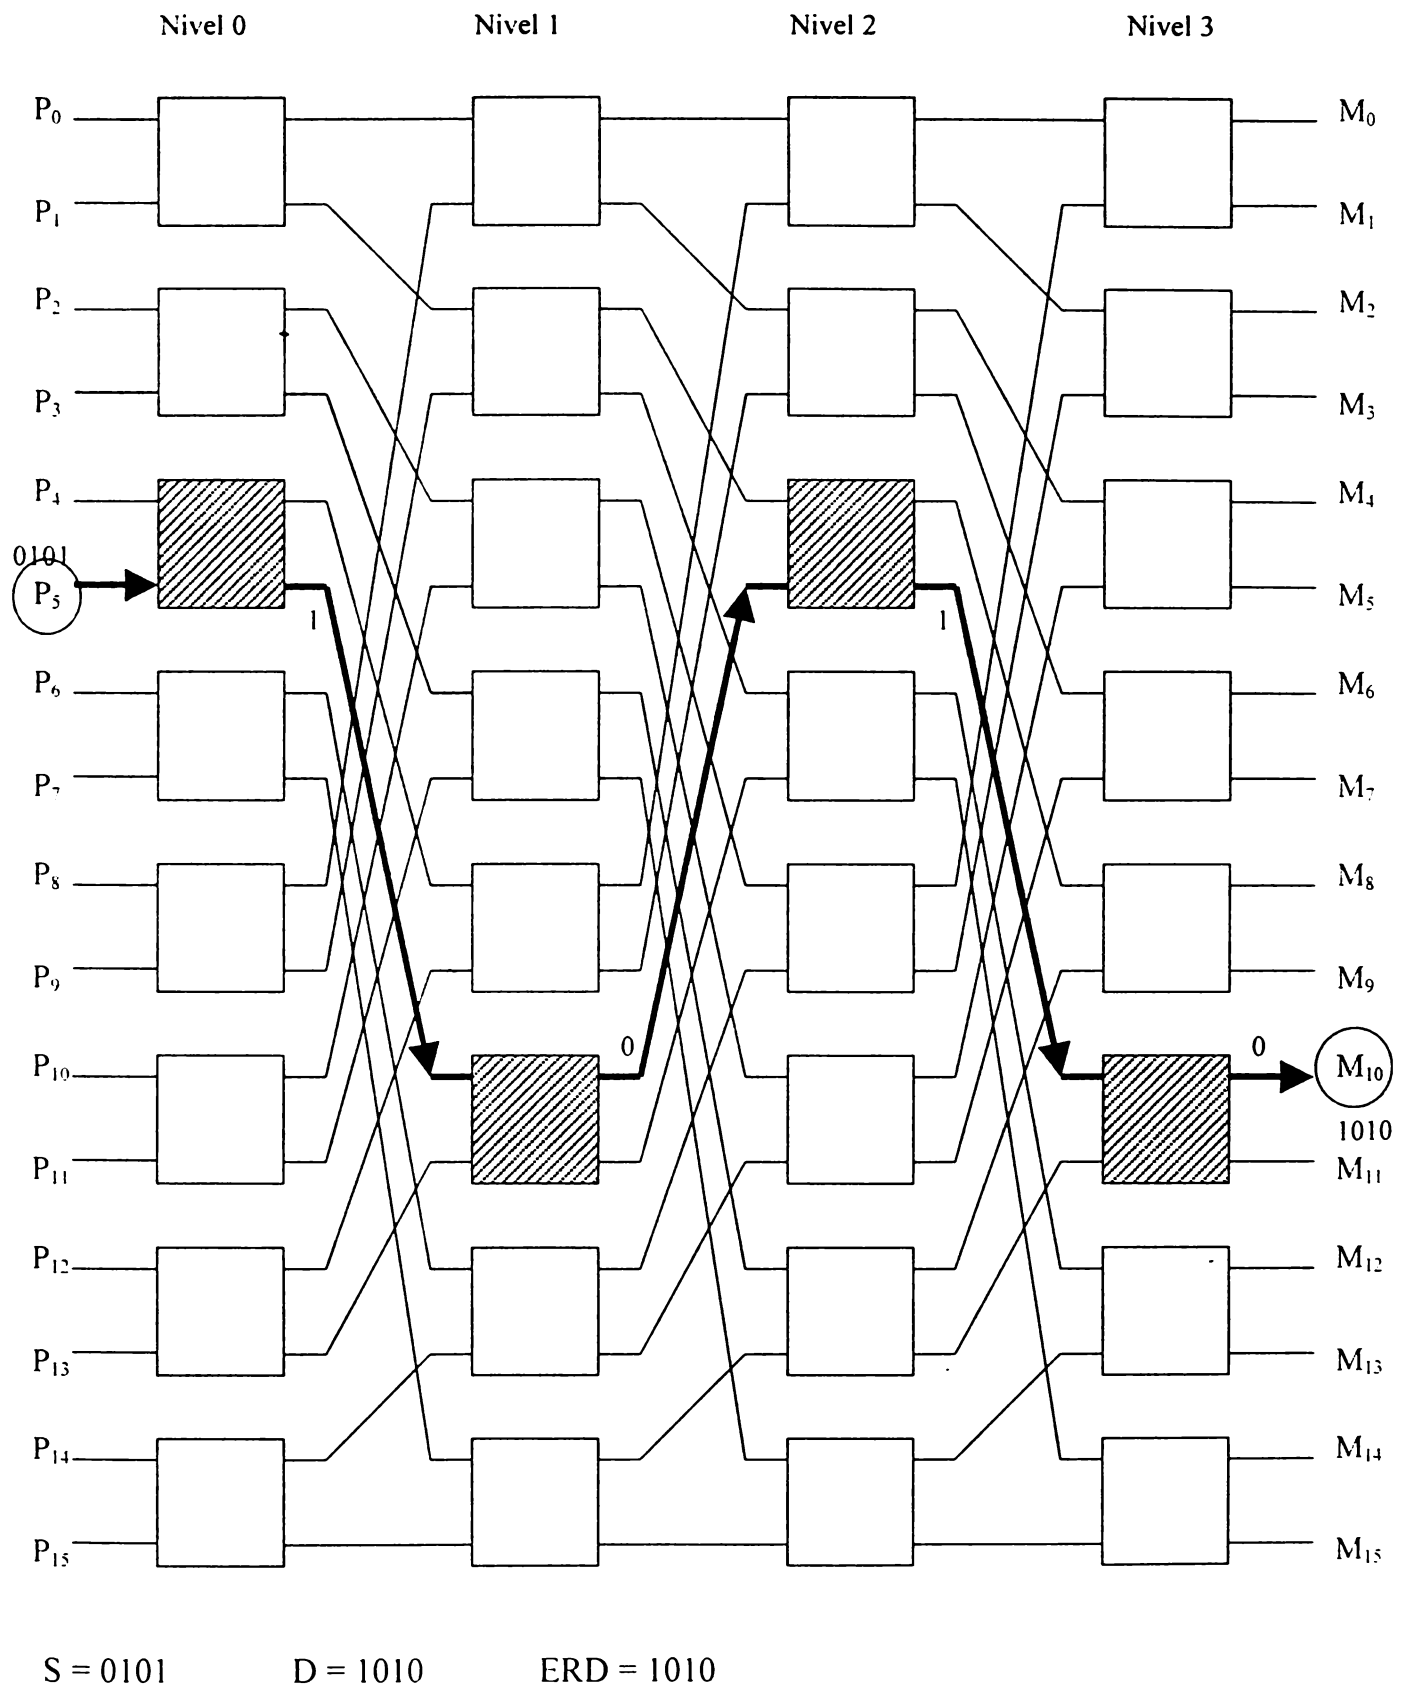 Nivel 0 Nivel 1 Nivel 2 Nivel 3
P0 M0
P1 M1
P2 M2
P3 M3
P4 M4
0101
P5 M5
1 1
P6 M6
P7 M7
P8 M8
P9 M9
0 0
P10 M10
1010
P11 M11
P12 M12
P13 M13
P14 M14
P15 M15
S = 0101 D = 1010 ERD = 1010